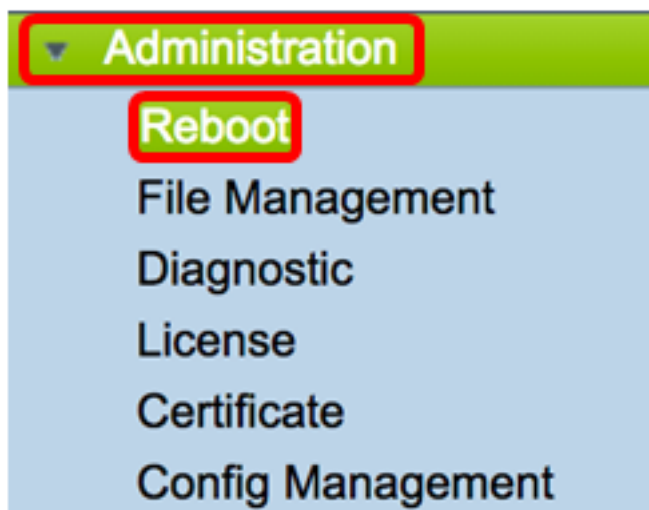 Administration
Reboot
File Management
Diagnostic
License
Certificate
Config Management